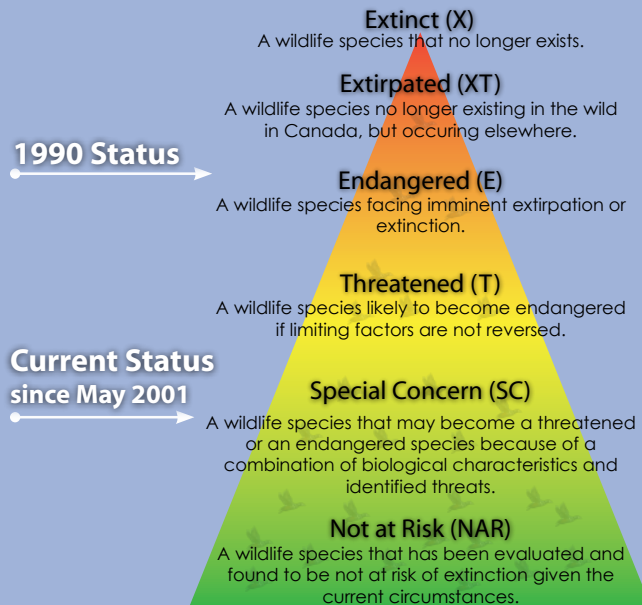 Extinct (X)
A wildlife species that no longer exists.
Extirpated (XT)
A wildlife species no longer existing in the wild
in Canada, but occuring elsewhere.
1990 Status
Endangered (E)
A wildlife species facing imminent extirpation or
extinction.
Threatened (T)
A wildlife species likely to become endangered
if limiting factors are not reversed.
Current Status
since May 2001
Special Concern (SC)
A wildlife species that may become a threatened
or an endangered species because of a
combination of biological characteristics and
identified threats.
Not at Risk (NAR)
A wildlife species that has been evaluated and
found to be not at risk of extinction given the
current circumstances.